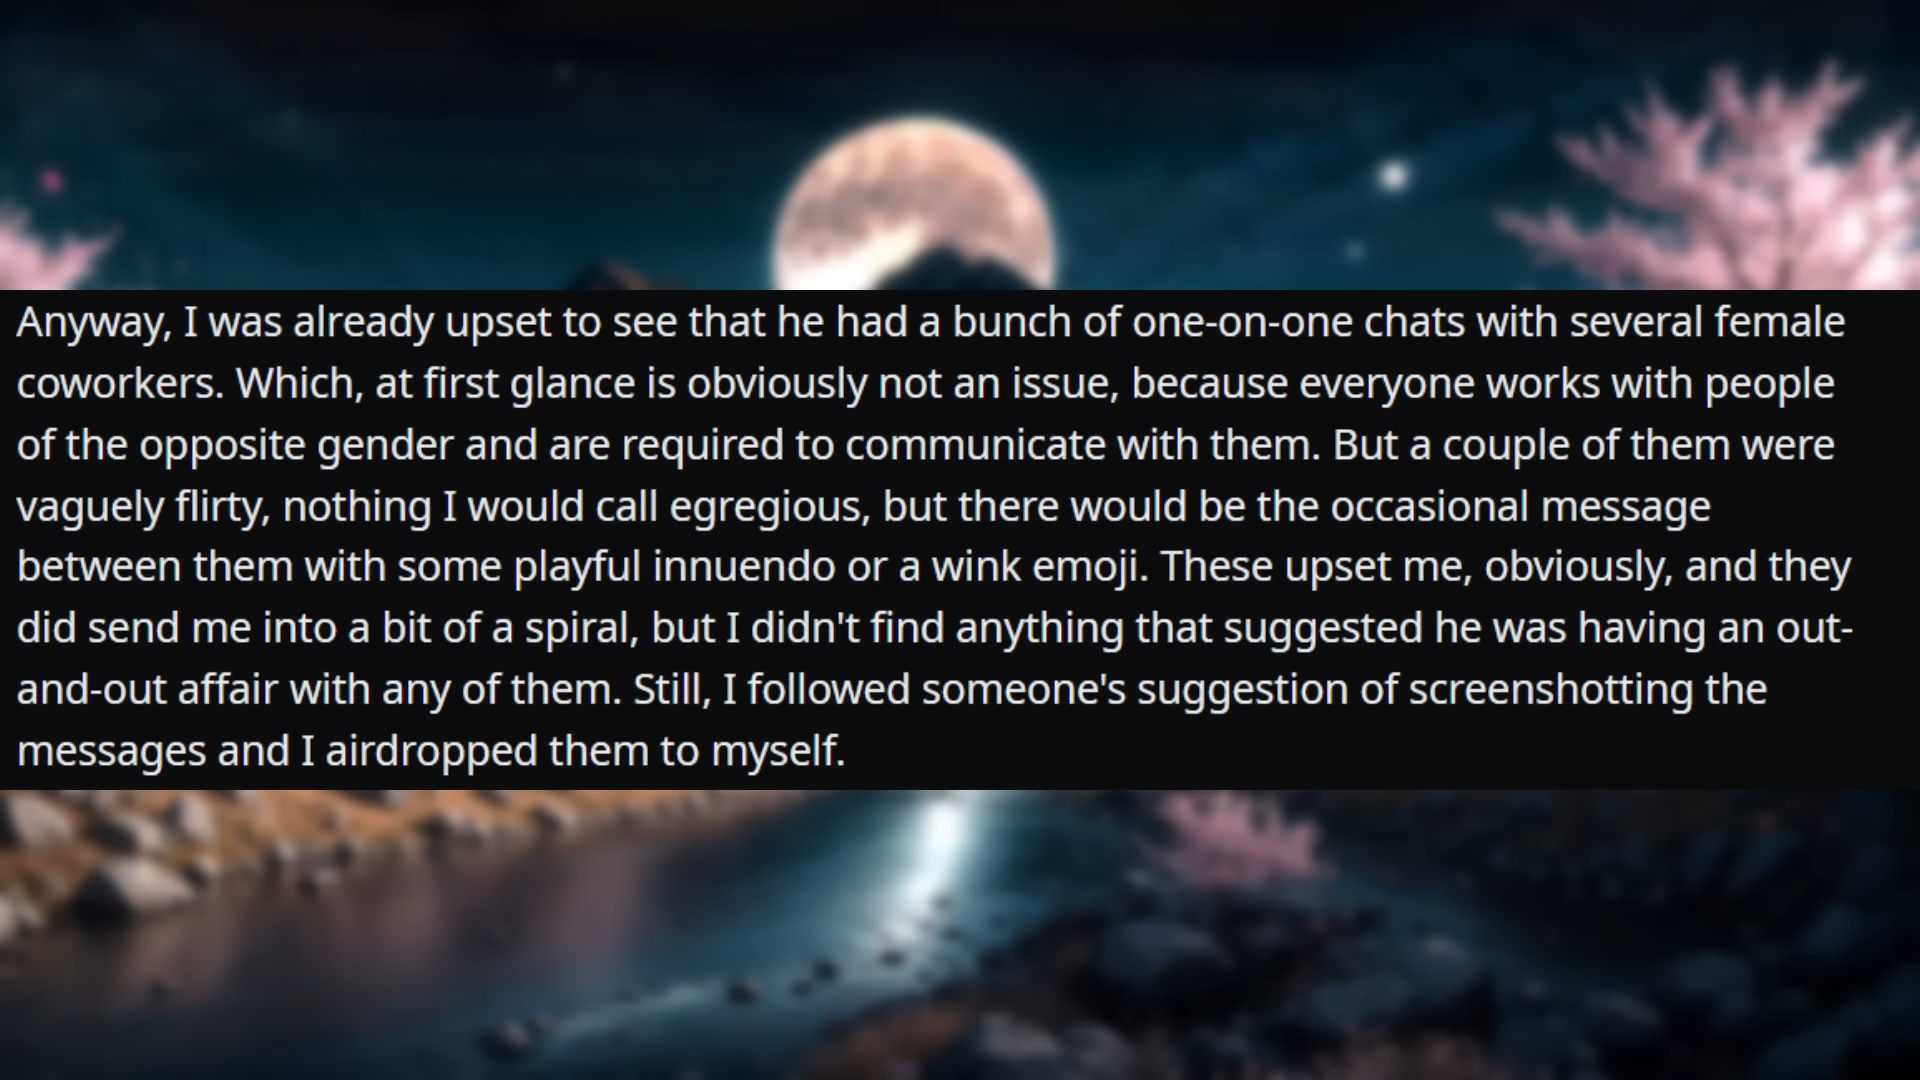 Anyway, I was already upset to see that he had a bunch of one-on-one chats with several female
coworkers. Which, at first glance is obviously not an issue, because everyone works with people
of the opposite gender and are required to communicate with them. But a couple of them were
vaguely flirty, nothing I would call egregious, but there would be the occasional message
between them with some playful innuendo or a wink emoji. These upset me, obviously, and they
did send me into a bit of a spiral, but I didn't find anything that suggested he was having an out-
and-out affair with any of them. Still, I followed someone's suggestion of screenshotting the
messages and I airdropped them to myself.